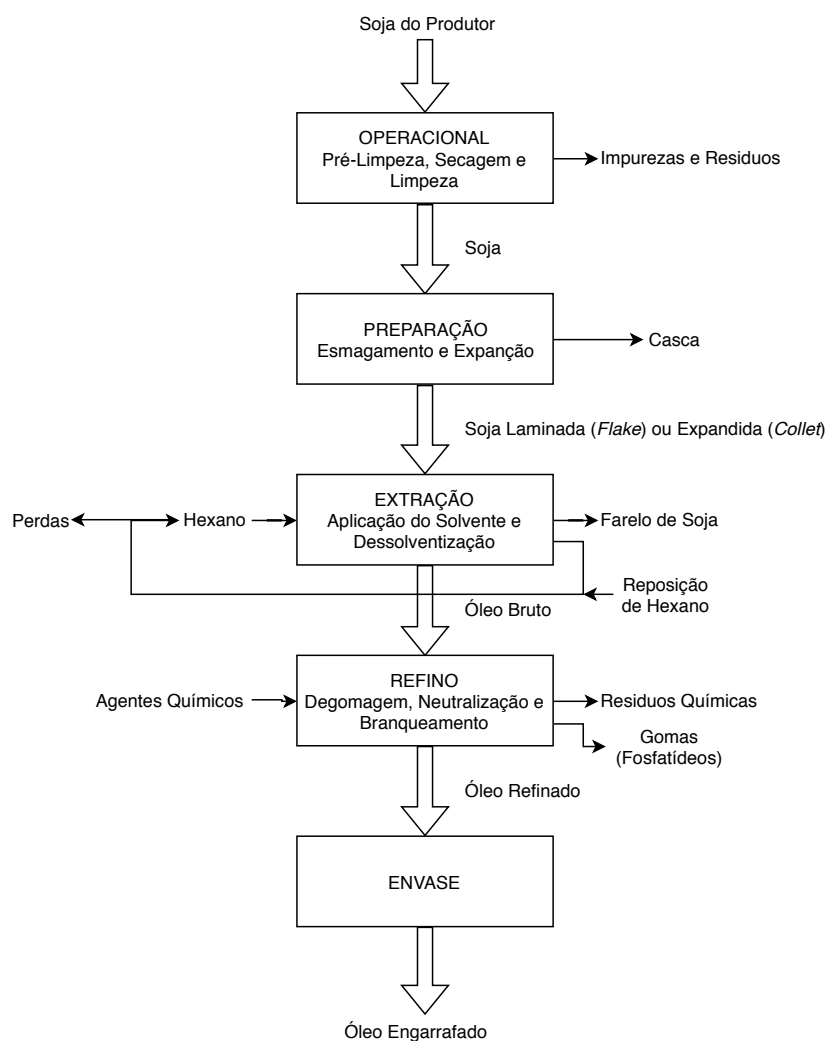 Soja do Produtor
OPERACIONAL
Pré-Limpeza, Secagem e
Limpeza
Impurezas e Residuos
Soja
PREPARAÇÃO
Esmagamento e Expanção
Casca
Soja Laminada (Flake) ou Expandida (Collet)
Perdas
Hexano
EXTRAÇÃO
Aplicação do Solvente e
Dessolventização
Farelo de Soja
Reposição
de Hexano
Óleo Bruto
Agentes Químicos
REFINO
Degomagem, Neutralização e
Branqueamento
Residuos Químicas
Gomas
(Fosfatídeos)
Óleo Refinado
ENVASE
Óleo Engarrafado